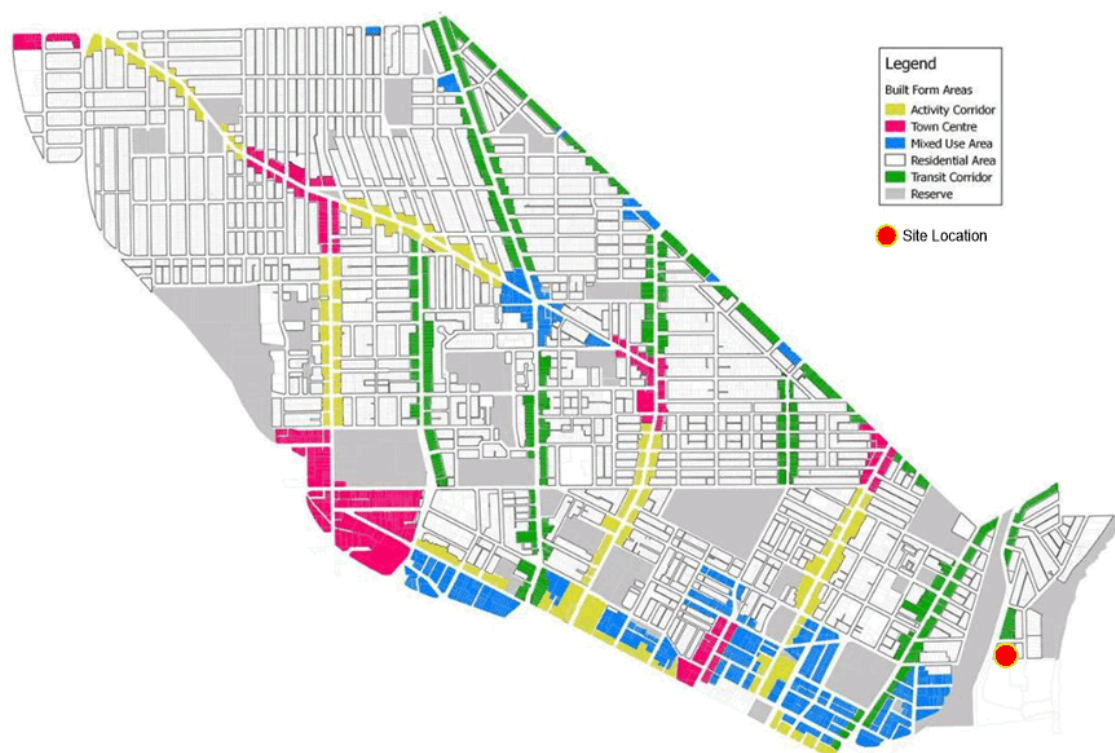 Legend
Built Form Areas
Activity Corridor
Town Centre
Mixed Use Area
Residential Area
Transit Corridor
Reserve
Site Location